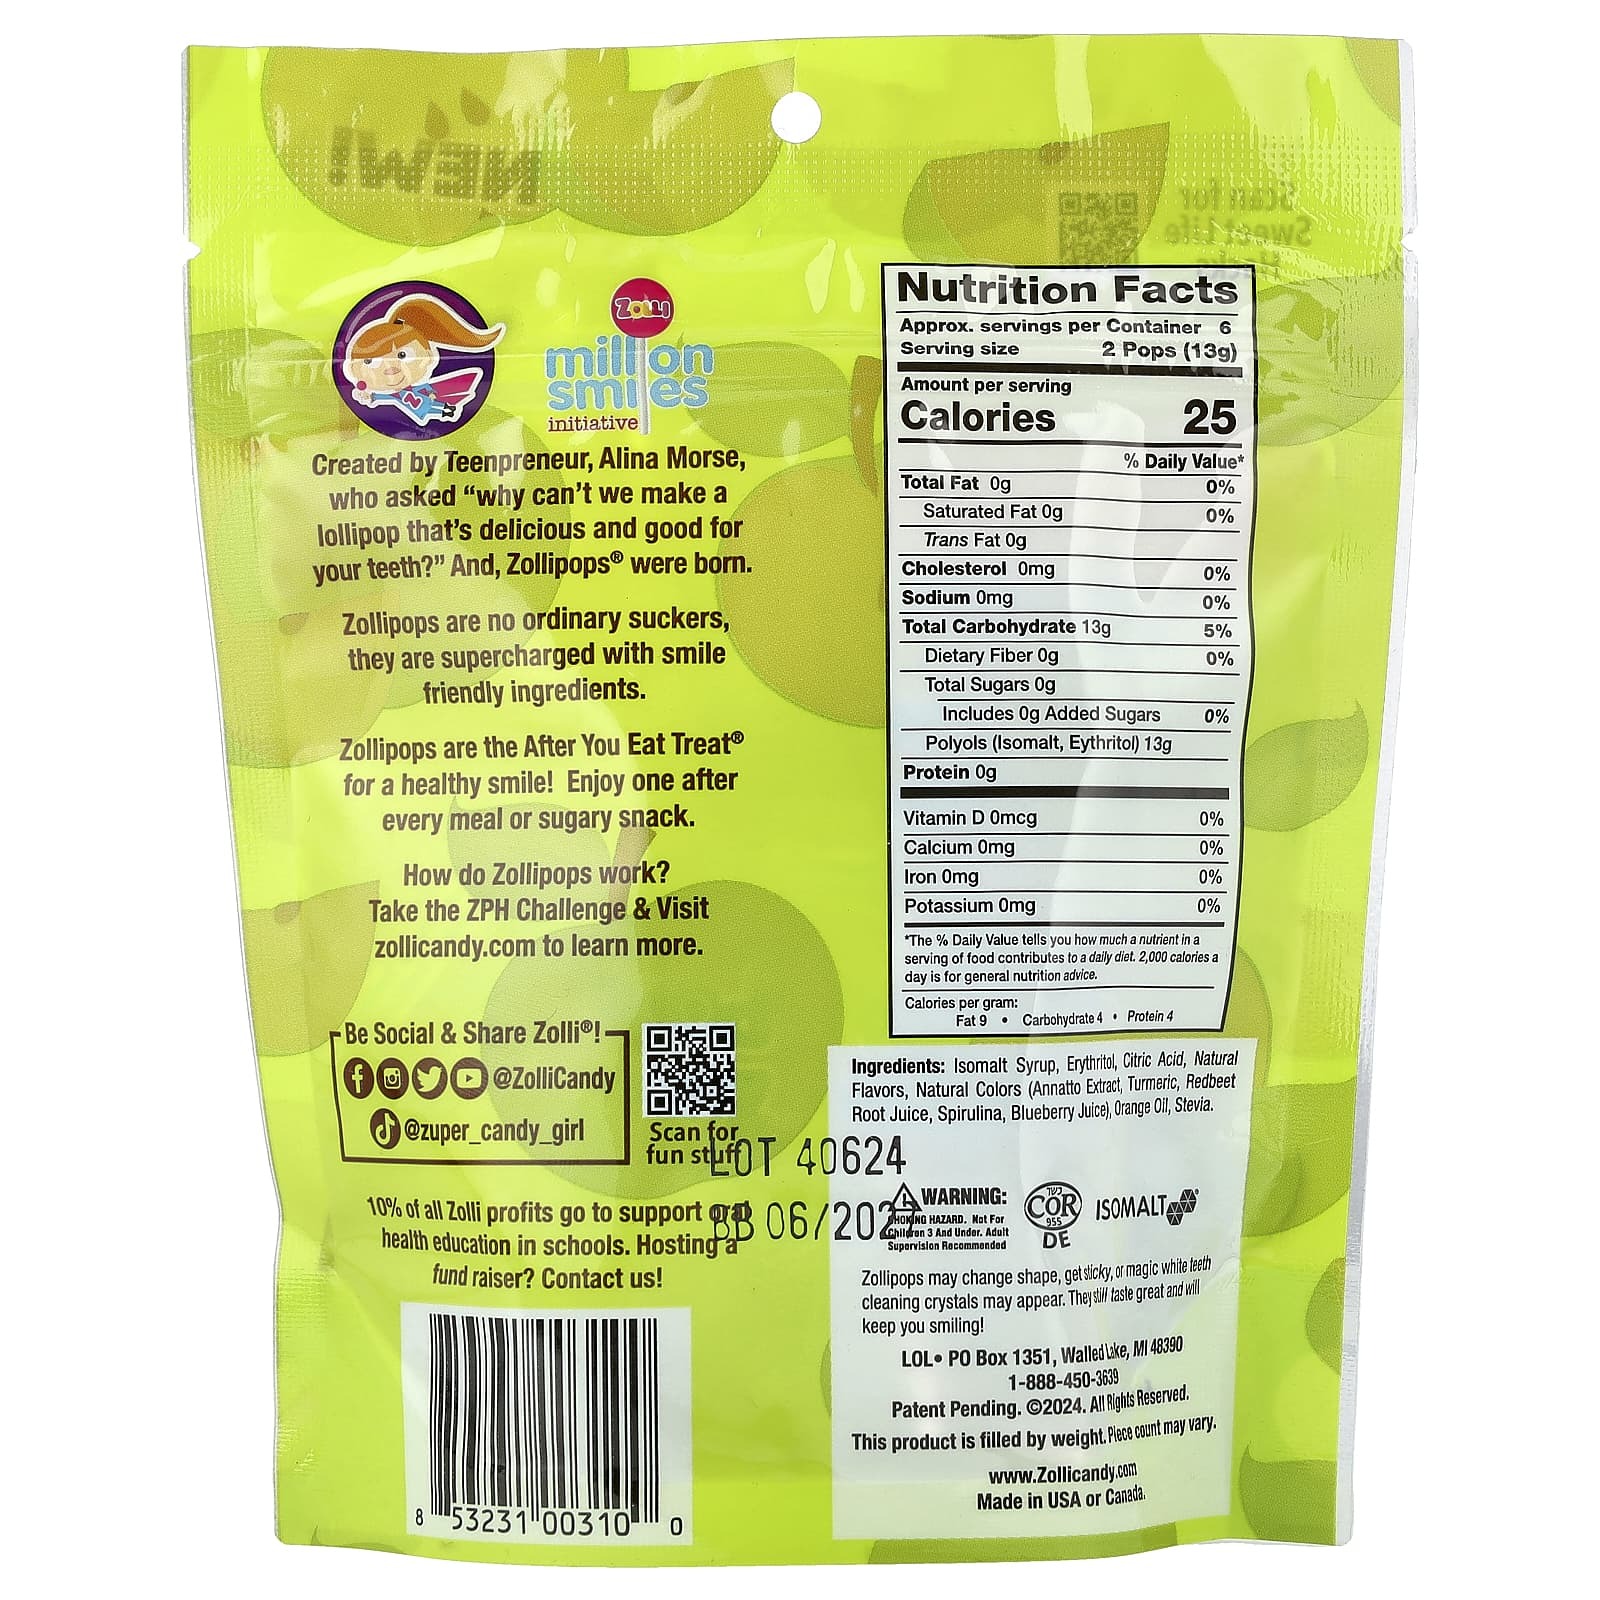 NEW!
Scan for
Sweet Life
Hacks
ZOLLI
million
smiles
initiative
Created by Teenpreneur, Alina Morse,
who asked “why can’t we make a
lollipop that’s delicious and good for
your teeth?” And, Zollipops® were born.
Zollipops are no ordinary suckers,
they are supercharged with smile
friendly ingredients.
Zollipops are the After You Eat Treat®
for a healthy smile! Enjoy one after
every meal or sugary snack.
How do Zollipops work?
Take the ZPH Challenge & Visit
zollicandy.com to learn more.
Be Social & Share Zolli®!
@ZolliCandy
@zuper_candy_girl
Scan for
fun stuff
LOT 40624
BB 06/2027
10% of all Zolli profits go to support oral
health education in schools. Hosting a
fund raiser? Contact us!
8 53231 00310 0
Nutrition Facts
Approx. servings per Container 6
Serving size 2 Pops (13g)
Amount per serving
Calories 25
% Daily Value*
Total Fat 0g 0%
Saturated Fat 0g 0%
Trans Fat 0g
Cholesterol 0mg 0%
Sodium 0mg 0%
Total Carbohydrate 13g 5%
Dietary Fiber 0g 0%
Total Sugars 0g
Includes 0g Added Sugars 0%
Polyols (Isomalt, Eythritol) 13g
Protein 0g
Vitamin D 0mcg 0%
Calcium 0mg 0%
Iron 0mg 0%
Potassium 0mg 0%
*The % Daily Value tells you how much a nutrient in a
serving of food contributes to a daily diet. 2,000 calories a
day is for general nutrition advice.
Calories per gram:
Fat 9 • Carbohydrate 4 • Protein 4
Ingredients: Isomalt Syrup, Erythritol, Citric Acid, Natural
Flavors, Natural Colors (Annatto Extract, Turmeric, Redbeet
Root Juice, Spirulina, Blueberry Juice), Orange Oil, Stevia.
WARNING:
CHOKING HAZARD. Not For
Children 3 And Under. Adult
Supervision Recommended
כשר
COR
955
DE
ISOMALT
Zollipops may change shape, get sticky, or magic white teeth
cleaning crystals may appear. They still taste great and will
keep you smiling!
LOL• PO Box 1351, Walled Lake, MI 48390
1-888-450-3639
Patent Pending. ©2024. All Rights Reserved.
This product is filled by weight. Piece count may vary.
www.Zollicandy.com
Made in USA or Canada.